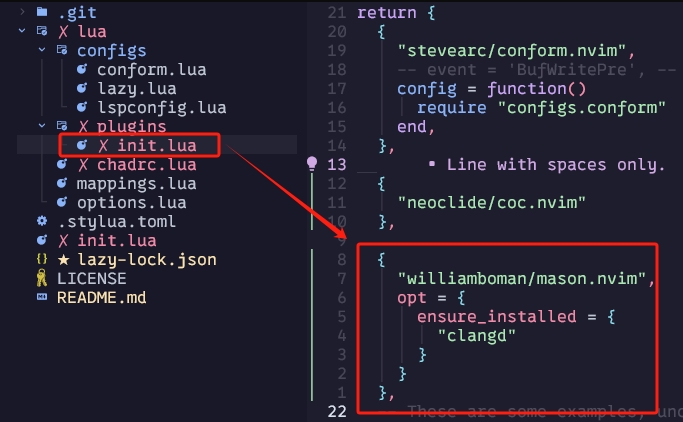 .git
╳ lua
configs
conform.lua
lazy.lua
lspconfig.lua
╳ plugins
╳ init.lua
╳ chadrc.lua
mappings.lua
options.lua
.stylua.toml
╳ init.lua
{} ★ lazy-lock.json
LICENSE
README.md
21 return {
20 {
19 "stevearc/conform.nvim",
18 -- event = 'BufWritePre', --
17 config = function()
16 require "configs.conform"
15 end,
14 },
13 ▪ Line with spaces only.
12 {
11 "neoclide/coc.nvim"
10 },
9
8 {
7 "williamboman/mason.nvim",
6 opt = {
5 ensure_installed = {
4 "clangd"
3 }
2 }
1 },
22 -- These are some examples, unc